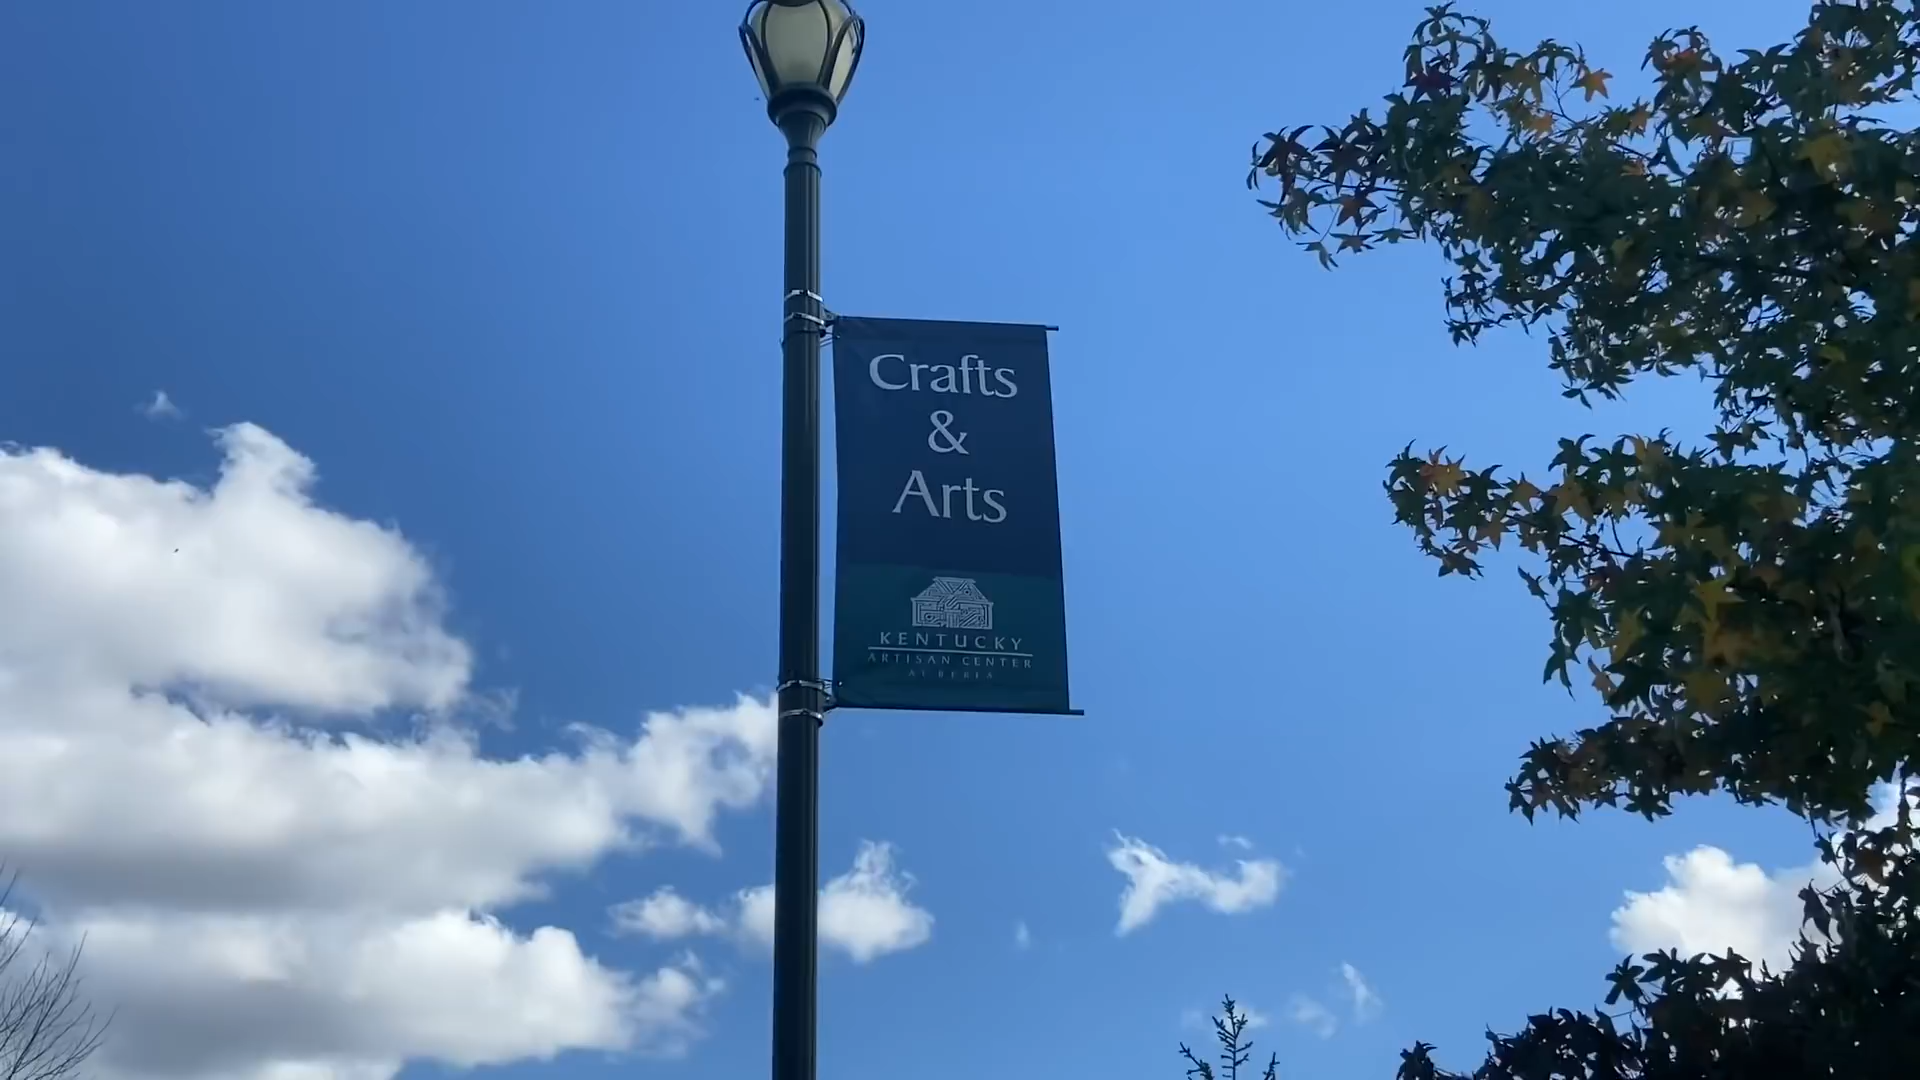 Crafts
&
Arts
KENTUCKY
ARTISAN CENTER
AT BEREA